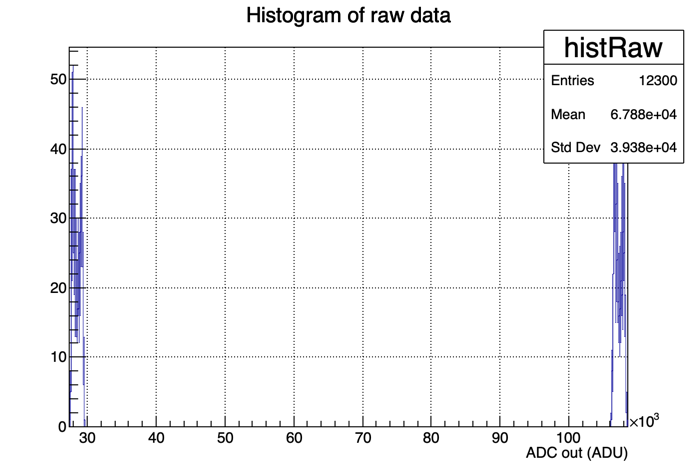 Histogram of raw data
histRaw
Entries 12300
Mean 6.788e+04
Std Dev 3.938e+04
50
40
30
20
10
0
30 40 50 60 70 80 90 100
×10³
ADC out (ADU)